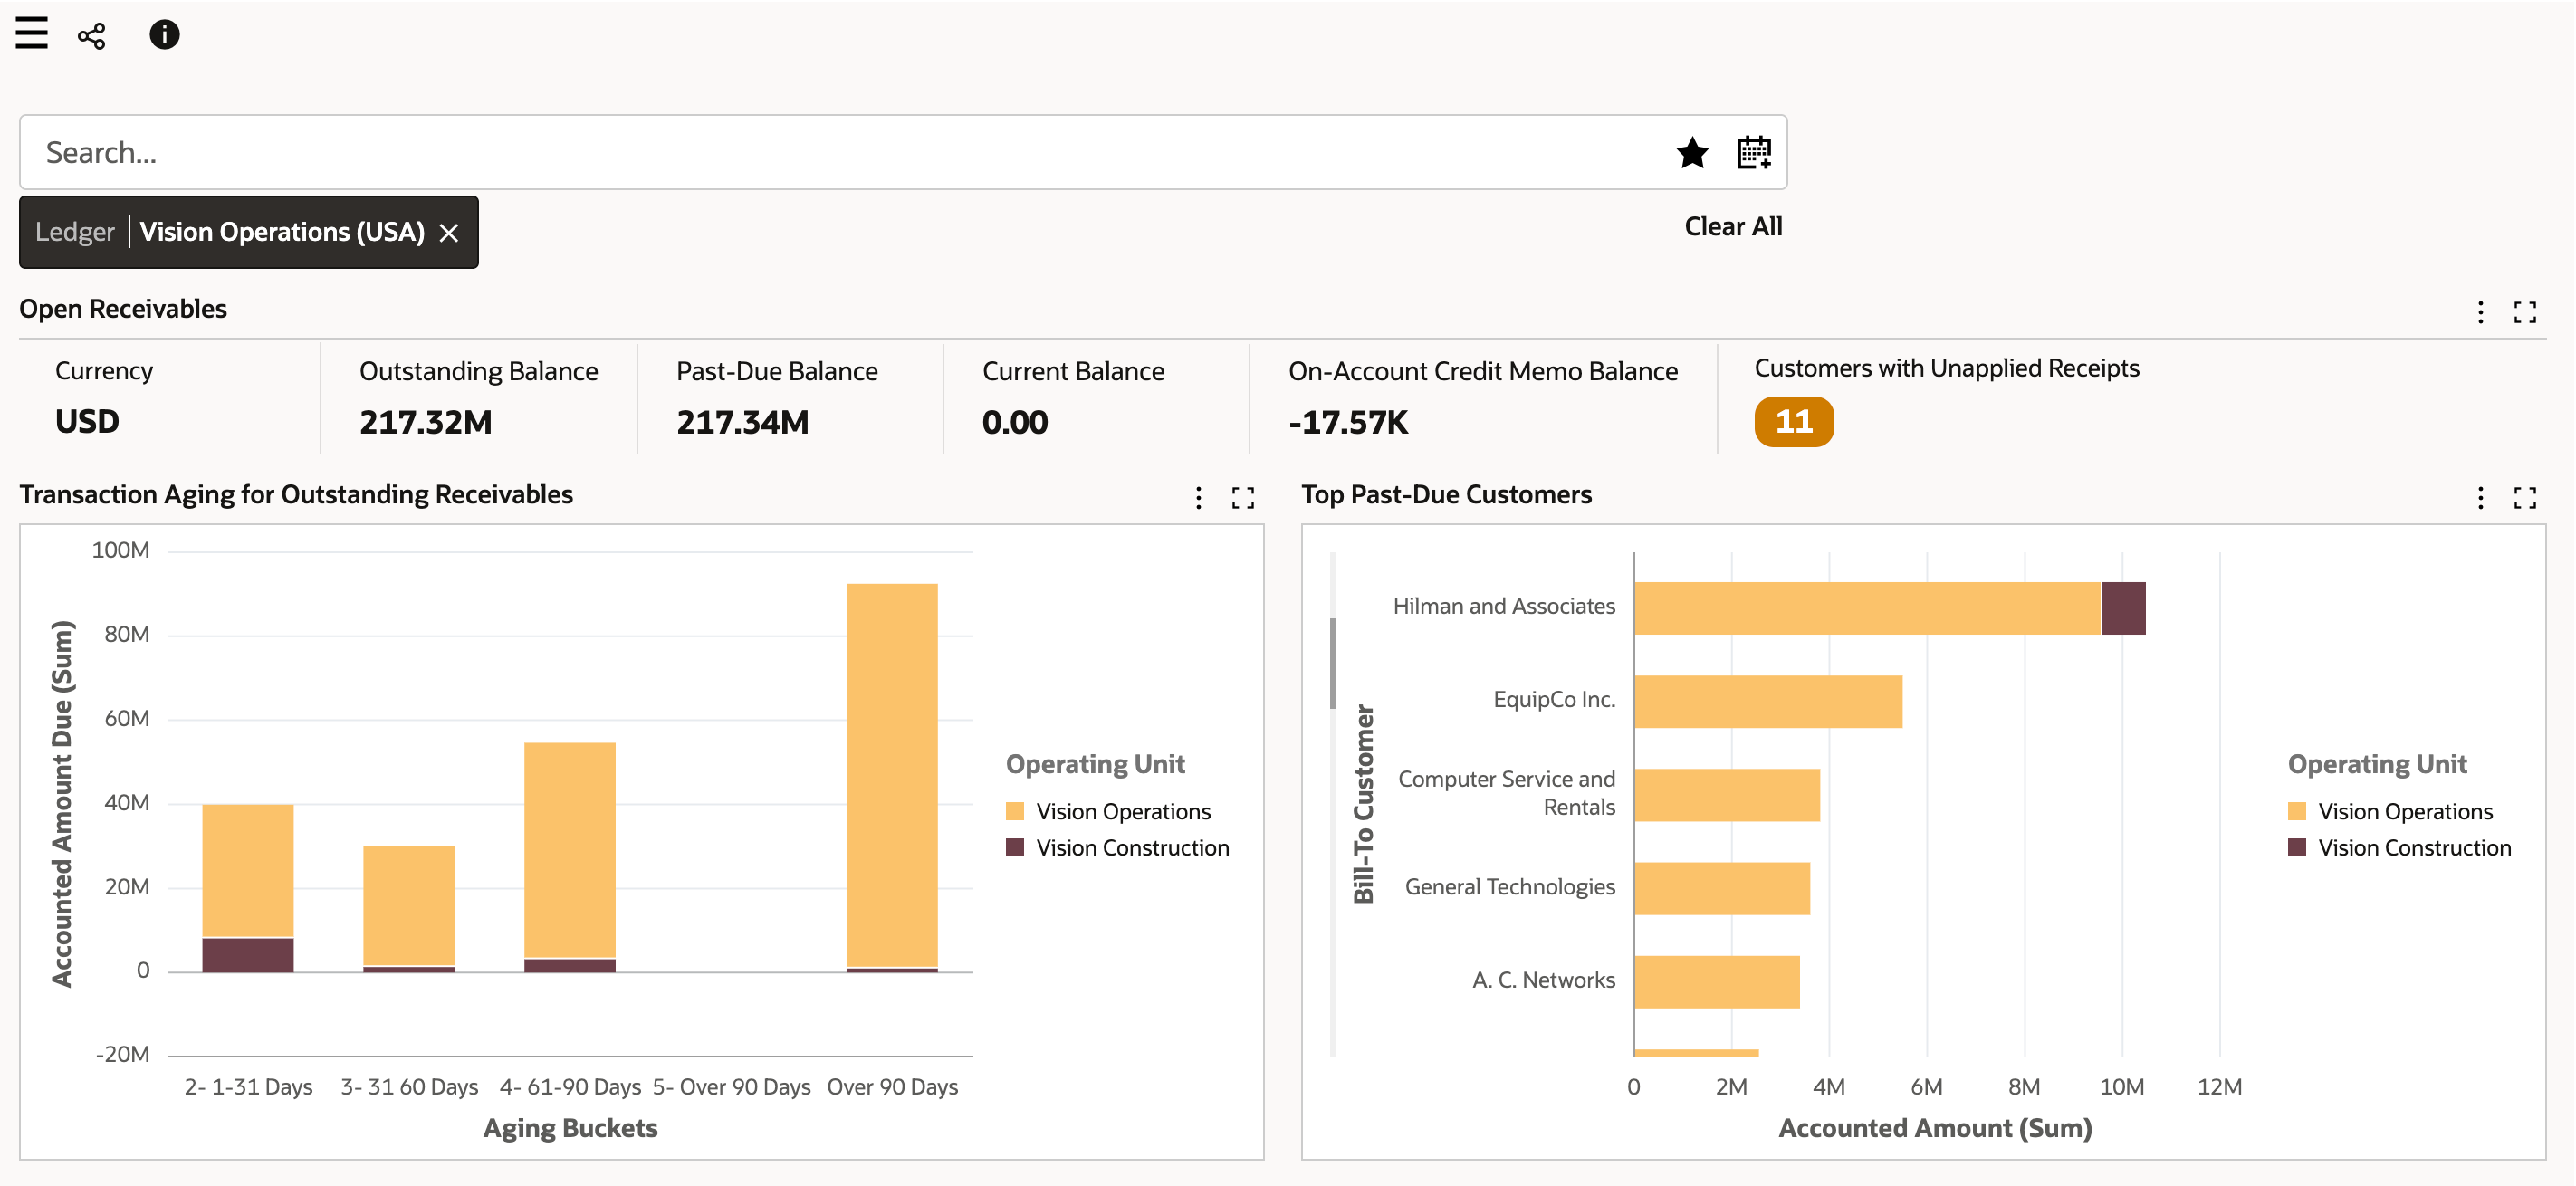 Search...
Ledger | Vision Operations (USA) ×
Clear All
Open Receivables
Currency
USD
Outstanding Balance
217.32M
Past-Due Balance
217.34M
Current Balance
0.00
On-Account Credit Memo Balance
-17.57K
Customers with Unapplied Receipts
11
Transaction Aging for Outstanding Receivables
Accounted Amount Due (Sum)
100M
80M
60M
40M
20M
0
-20M
2- 1-31 Days
3- 31 60 Days
4- 61-90 Days
5- Over 90 Days
Over 90 Days
Aging Buckets
Operating Unit
Vision Operations
Vision Construction
Top Past-Due Customers
Bill-To Customer
Hilman and Associates
EquipCo Inc.
Computer Service and
Rentals
General Technologies
A. C. Networks
0
2M
4M
6M
8M
10M
12M
Accounted Amount (Sum)
Operating Unit
Vision Operations
Vision Construction